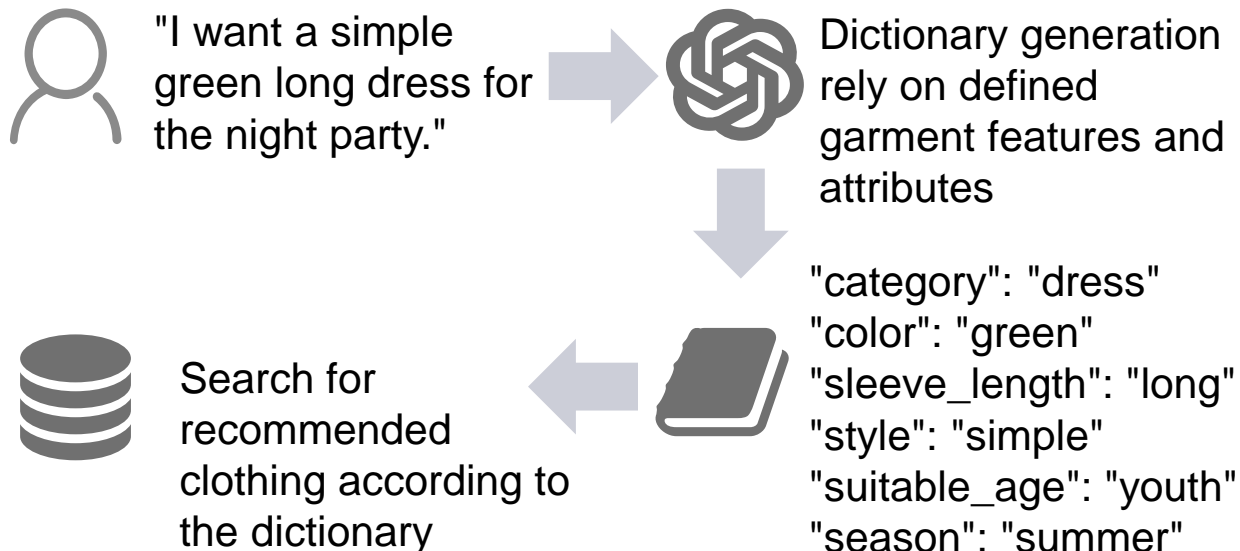 "I want a simple
green long dress for
the night party."
Dictionary generation
rely on defined
garment features and
attributes
"category": "dress"
"color": "green"
"sleeve_length": "long"
"style": "simple"
"suitable_age": "youth"
"season": "summer"
Search for
recommended
clothing according to
the dictionary